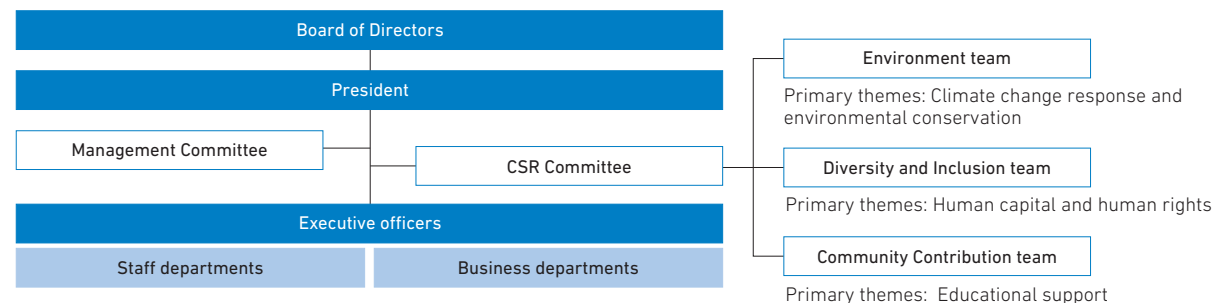 Board of Directors
President
Management Committee
CSR Committee
Executive officers
Staff departments
Business departments
Environment team
Primary themes: Climate change response and
environmental conservation
Diversity and Inclusion team
Primary themes: Human capital and human rights
Community Contribution team
Primary themes: Educational support